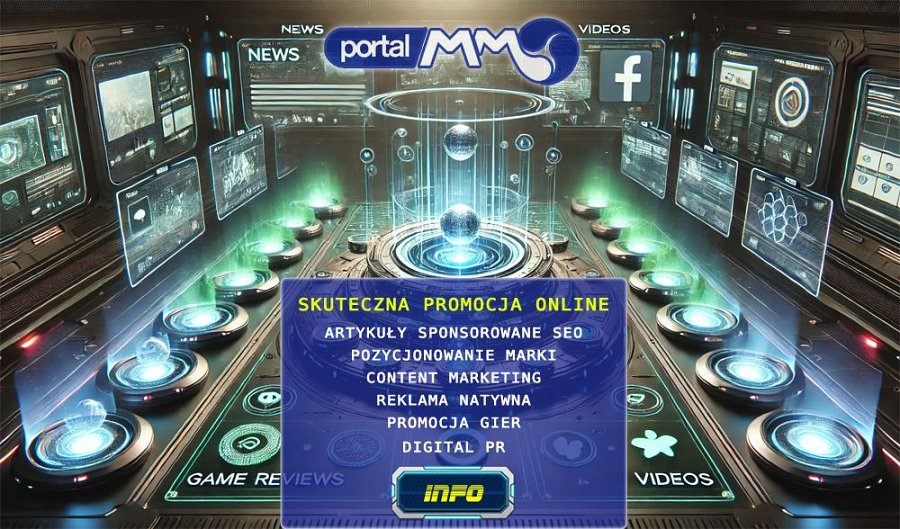 NEWS
VIDEOS
NEWS
portal MMO
f
SKUTECZNA PROMOCJA ONLINE
ARTYKUŁY SPONSOROWANE SEO
POZYCJONOWANIE MARKI
CONTENT MARKETING
REKLAMA NATYWNA
PROMOCJA GIER
DIGITAL PR
GAME REVIEWS
VIDEOS
INFO